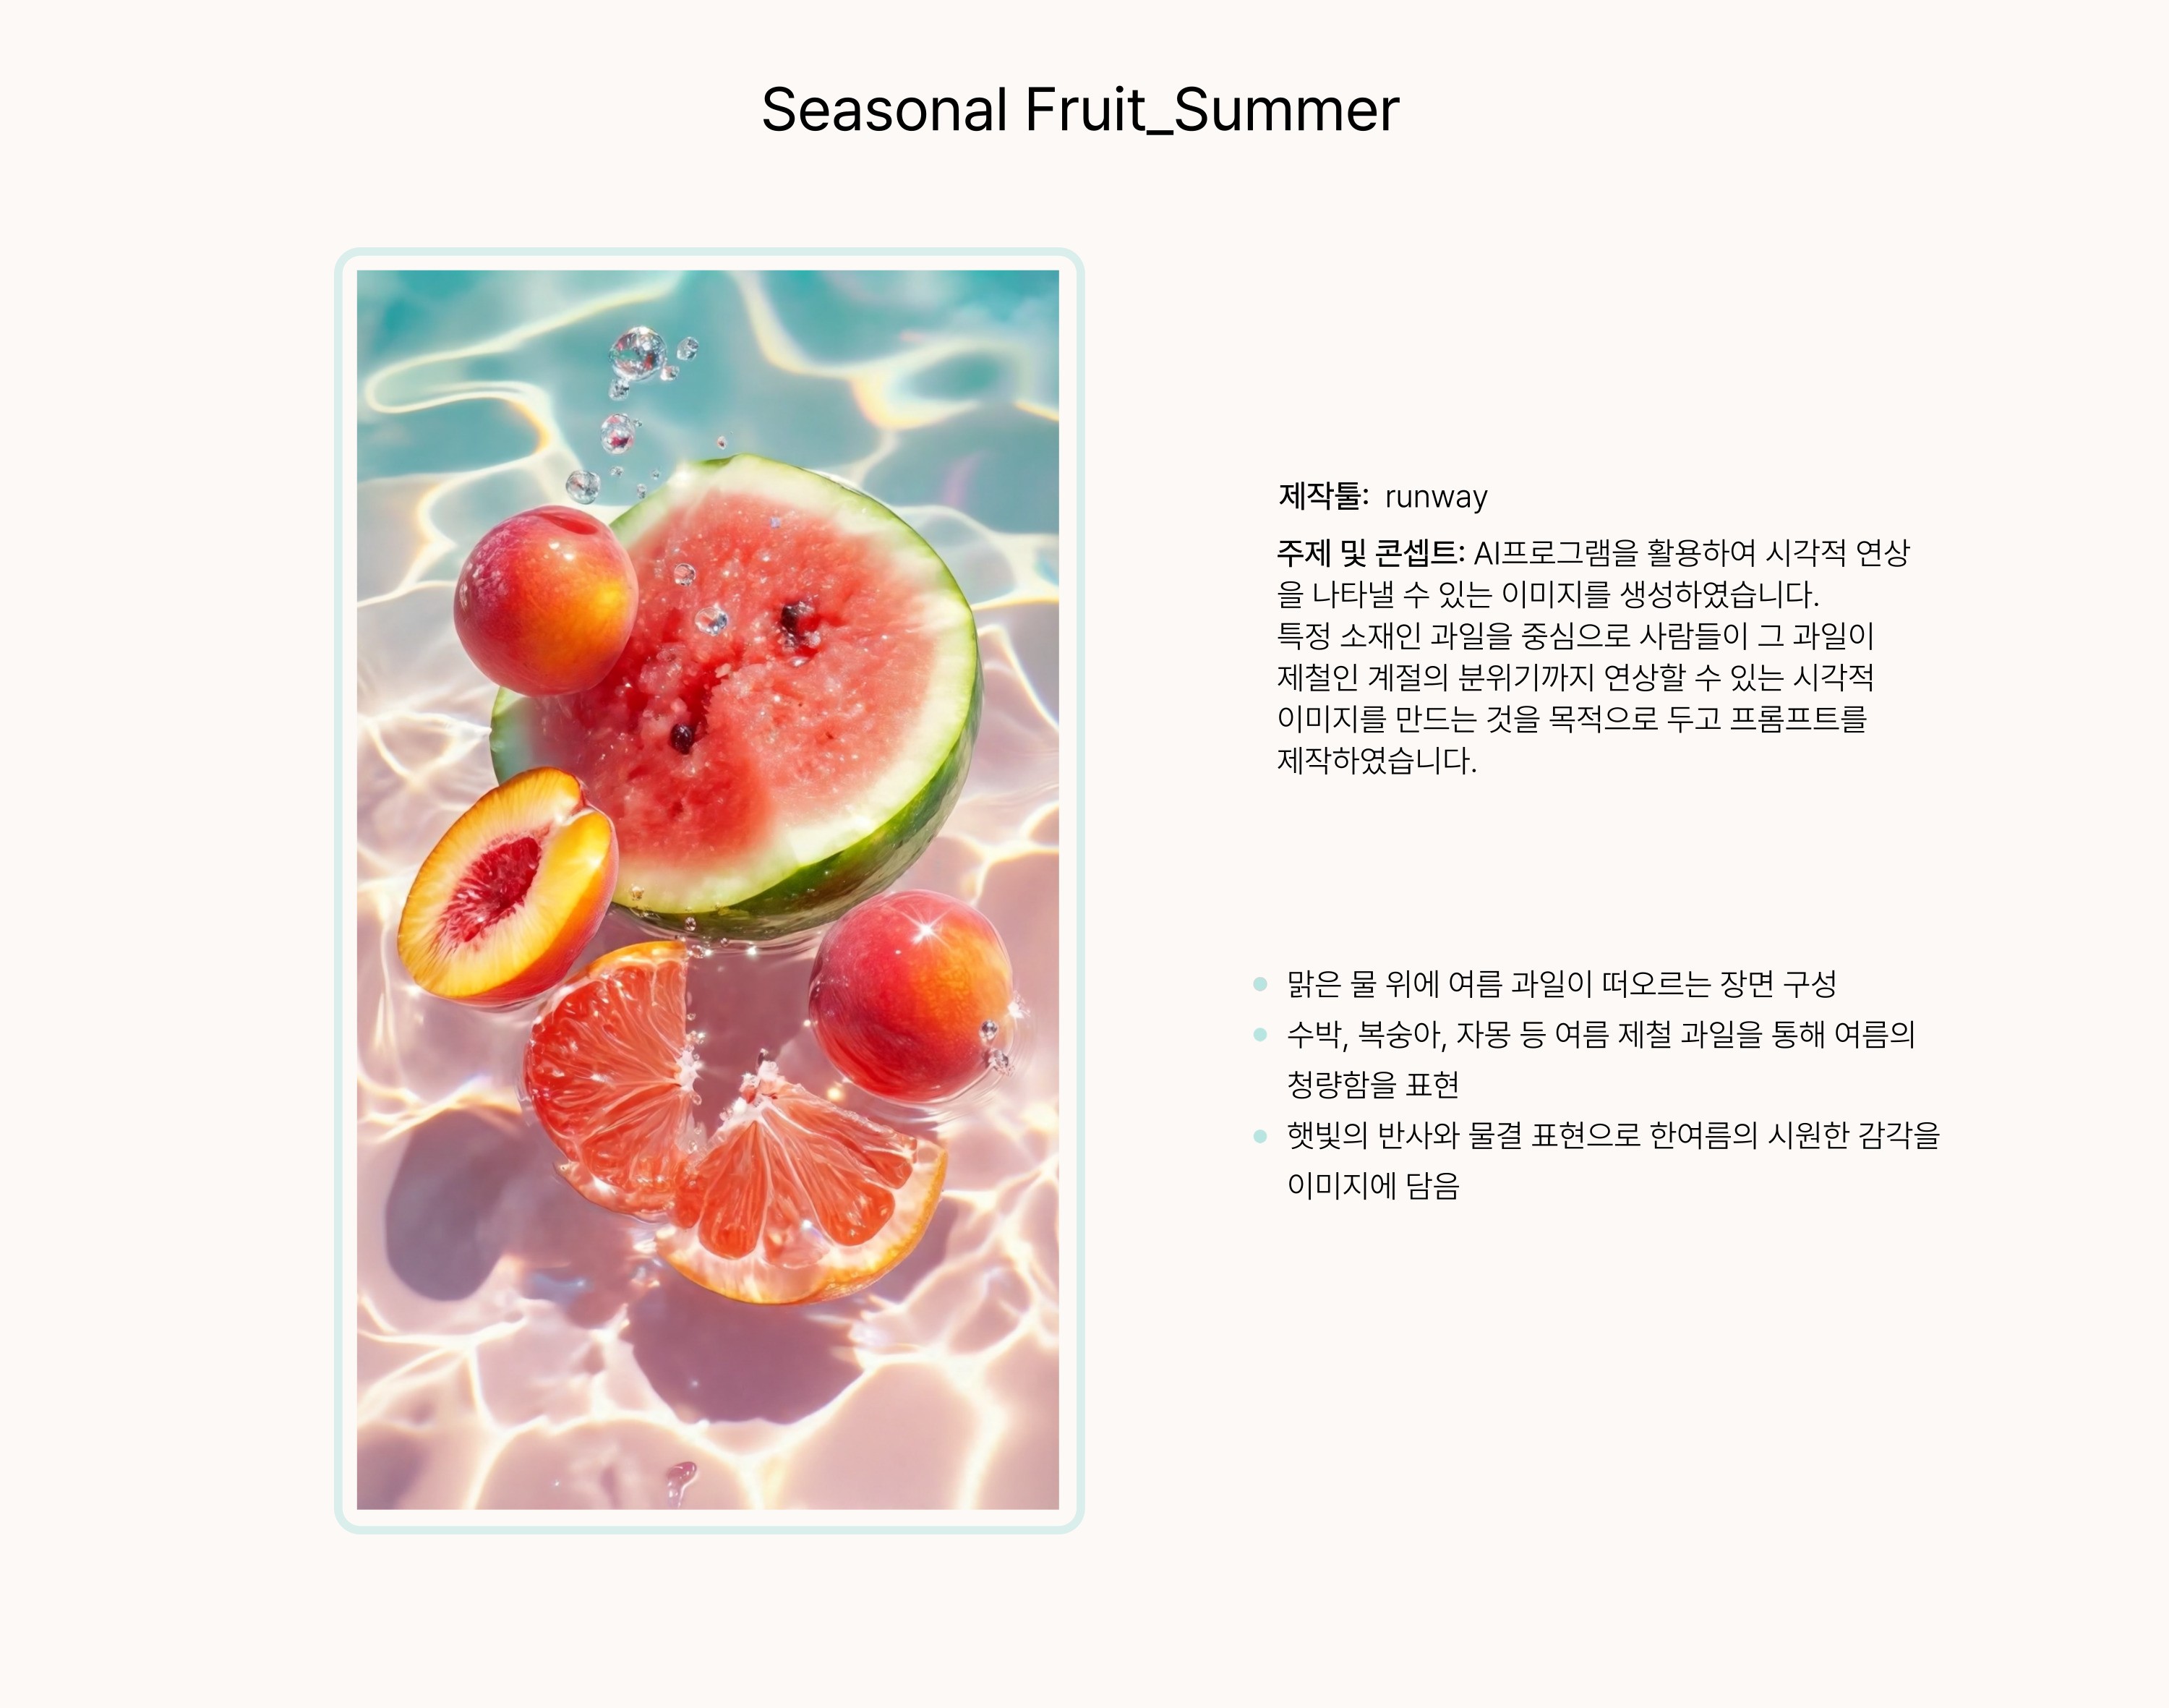 Seasonal Fruit_Summer
제작툴: runway
주제 및 콘셉트: AI프로그램을 활용하여 시각적 연상
을 나타낼 수 있는 이미지를 생성하였습니다.
특정 소재인 과일을 중심으로 사람들이 그 과일이
제철인 계절의 분위기까지 연상할 수 있는 시각적
이미지를 만드는 것을 목적으로 두고 프롬프트를
제작하였습니다.
맑은 물 위에 여름 과일이 떠오르는 장면 구성
수박, 복숭아, 자몽 등 여름 제철 과일을 통해 여름의
청량함을 표현
햇빛의 반사와 물결 표현으로 한여름의 시원한 감각을
이미지에 담음